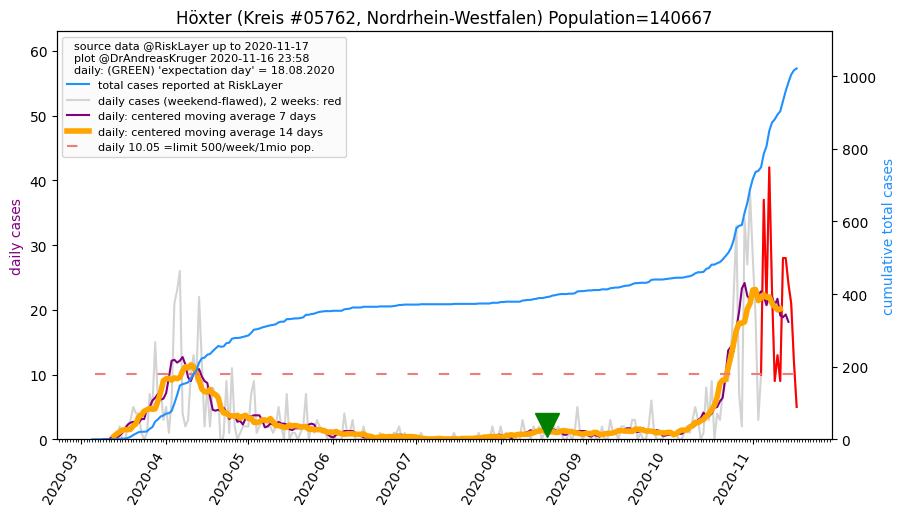 Höxter (Kreis #05762, Nordrhein-Westfalen) Population=140667
source data @RiskLayer up to 2020-11-17
plot @DrAndreasKruger 2020-11-16 23:58
daily: (GREEN) 'expectation day' = 18.08.2020
total cases reported at RiskLayer
daily cases (weekend-flawed), 2 weeks: red
daily: centered moving average 7 days
daily: centered moving average 14 days
daily 10.05 =limit 500/week/1mio pop.
daily cases
60
50
40
30
20
10
0
cumulative total cases
1000
800
600
400
200
0
2020-03
2020-04
2020-05
2020-06
2020-07
2020-08
2020-09
2020-10
2020-11